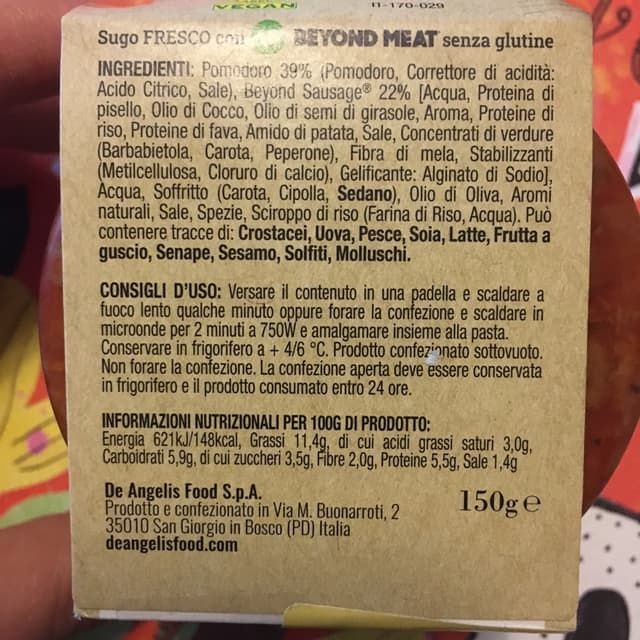 VEGAN
11-170-029
Sugo FRESCO con BEYOND MEAT senza glutine
INGREDIENTI: Pomodoro 39% (Pomodoro, Correttore di acidità:
Acido Citrico, Sale), Beyond Sausage® 22% [Acqua, Proteina di
pisello, Olio di Cocco, Olio di semi di girasole, Aroma, Proteine di
riso, Proteine di fava, Amido di patata, Sale, Concentrati di verdure
(Barbabietola, Carota, Peperone), Fibra di mela, Stabilizzanti
(Metilcellulosa, Cloruro di calcio), Gelificante: Alginato di Sodio],
Acqua, Soffritto (Carota, Cipolla, Sedano), Olio di Oliva, Aromi
naturali, Sale, Spezie, Sciroppo di riso (Farina di Riso, Acqua). Può
contenere tracce di: Crostacei, Uova, Pesce, Soia, Latte, Frutta a
guscio, Senape, Sesamo, Solfiti, Molluschi.
CONSIGLI D'USO: Versare il contenuto in una padella e scaldare a
fuoco lento qualche minuto oppure forare la confezione e scaldare in
microonde per 2 minuti a 750W e amalgamare insieme alla pasta.
Conservare in frigorifero a + 4/6 °C. Prodotto confezionato sottovuoto.
Non forare la confezione. La confezione aperta deve essere conservata
in frigorifero e il prodotto consumato entro 24 ore.
INFORMAZIONI NUTRIZIONALI PER 100G DI PRODOTTO:
Energia 621kJ/148kcal, Grassi 11,4g, di cui acidi grassi saturi 3,0g,
Carboidrati 5,9g, di cui zuccheri 3,5g, Fibre 2,0g, Proteine 5,5g, Sale 1,4g
De Angelis Food S.p.A.
Prodotto e confezionato in Via M. Buonarroti, 2
35010 San Giorgio in Bosco (PD) Italia
deangelisfood.com
150g e